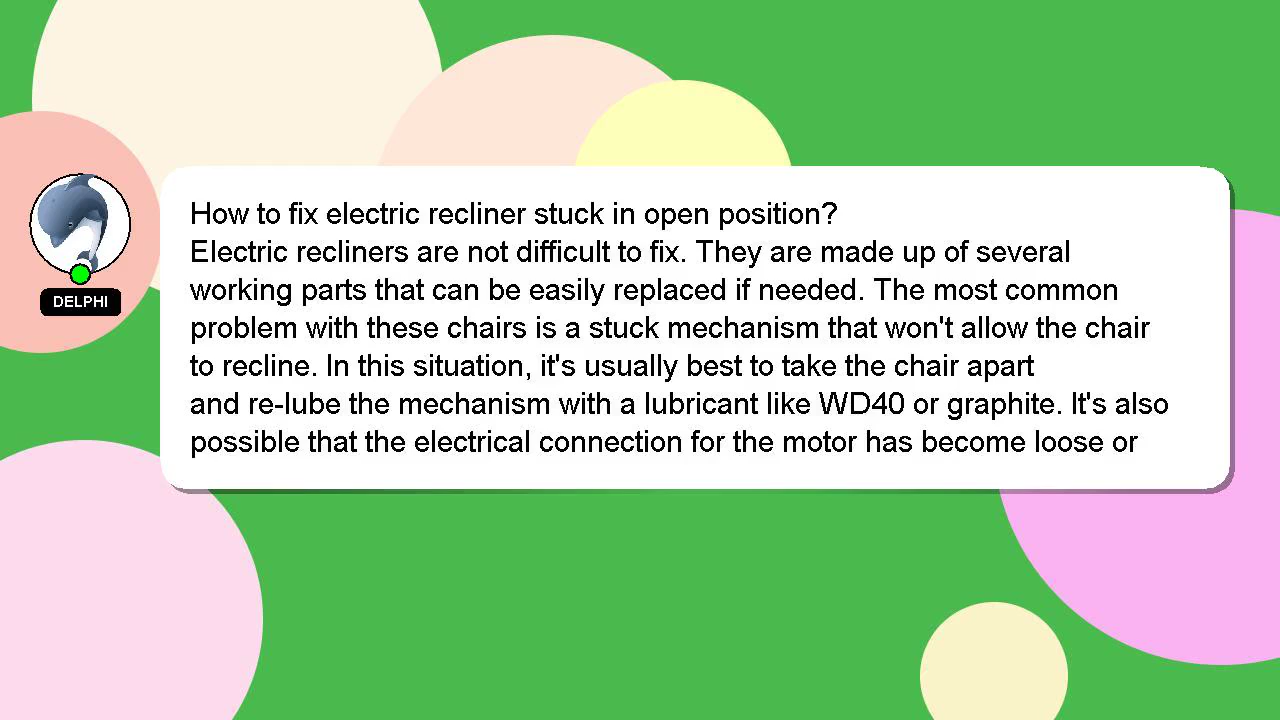 How to fix electric recliner stuck in open position?
Electric recliners are not difficult to fix. They are made up of several
working parts that can be easily replaced if needed. The most common
problem with these chairs is a stuck mechanism that won't allow the chair
to recline. In this situation, it's usually best to take the chair apart
and re-lube the mechanism with a lubricant like WD40 or graphite. It's also
possible that the electrical connection for the motor has become loose or
DELPHI